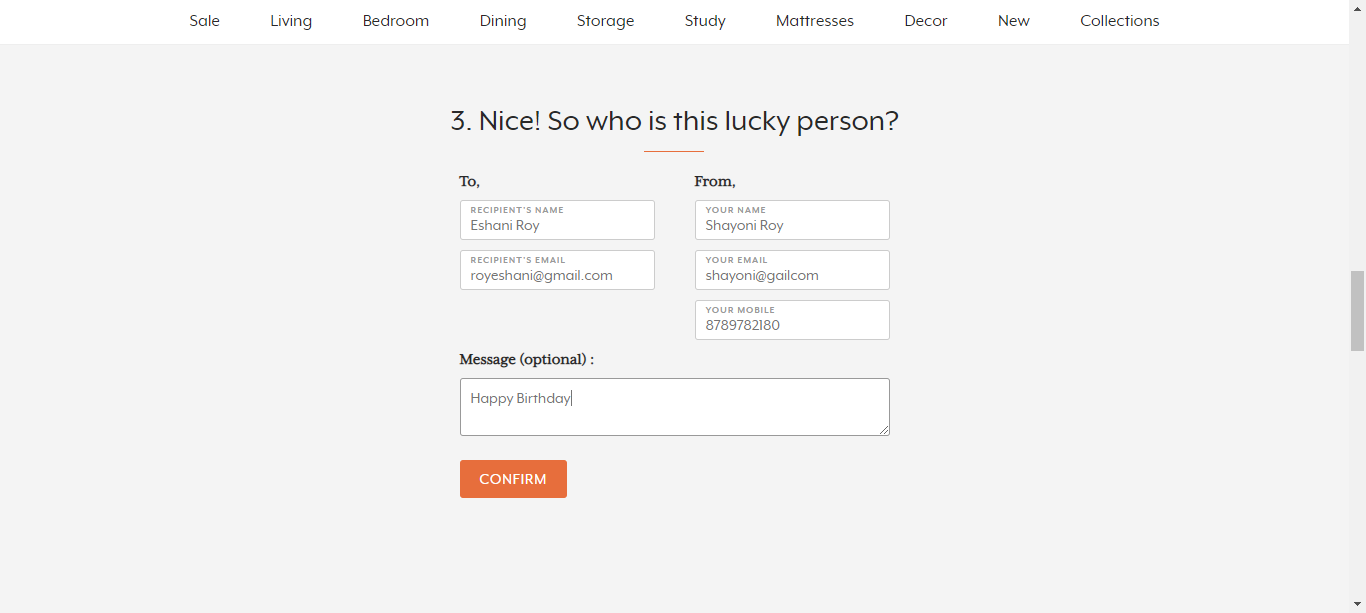 Sale Living Bedroom Dining Storage Study Mattresses Decor New Collections
3. Nice! So who is this lucky person?
To,
RECIPIENT'S NAME
Eshani Roy
RECIPIENT'S EMAIL
royeshani@gmail.com
From,
YOUR NAME
Shayoni Roy
YOUR EMAIL
shayoni@gailcom
YOUR MOBILE
8789782180
Message (optional) :
Happy Birthday
CONFIRM